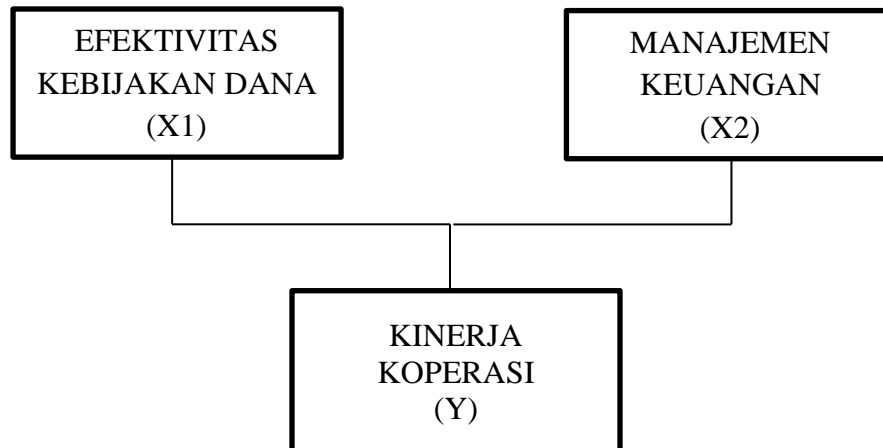 EFEKTIVITAS
KEBIJAKAN DANA
(X1)
MANAJEMEN
KEUANGAN
(X2)
KINERJA
KOPERASI
(Y)